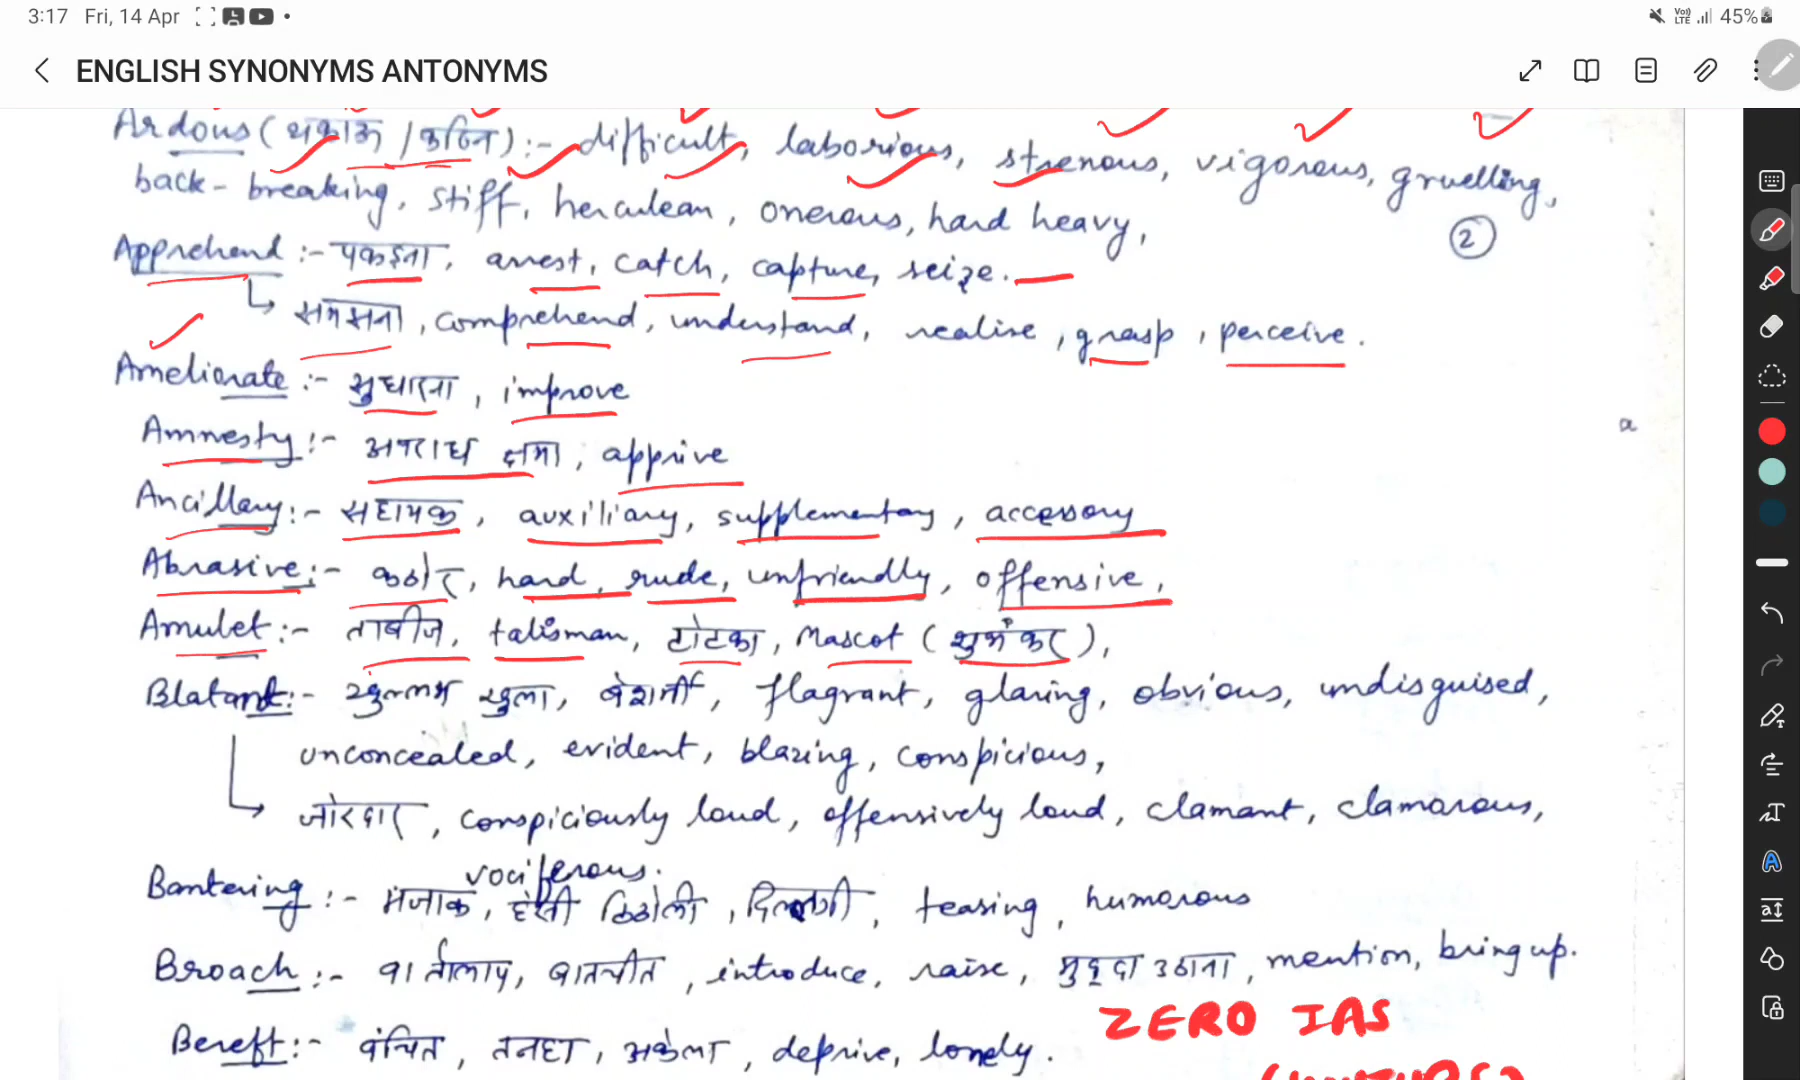 3:17 Fri, 14 Apr 45%
ENGLISH SYNONYMS ANTONYMS
Ardous (थकाऊ / कठिन) :- difficult, laborious, strenous, vigorous, gruelling,
back-breaking, stiff, herculean, onerous, hard heavy,
2
Apprehend :- पकड़ना, arrest, catch, capture, seize.
समझना, comprehend, understand, realise, grasp, perceive.
Ameliorate :- सुधारना, improve
a
Amnesty :- अपराध क्षमा, apprive
Ancillary :- सहायक, auxiliary, supplementary, accessory
Abrasive :- कठोर, hard, rude, unfriendly, offensive,
Amulet :- ताबीज, talisman, टोटका, Mascot (शुभंकर),
Blatant :- खुल्लम खुला, बेशर्मी, flagrant, glaring, obvious, undisguised,
unconcealed, evident, blazing, conspicious,
जोरदार, conspiciously loud, offensively loud, clamant, clamorous,
vociferous.
Bantering :- मजाक, हंसी ठिठोली, दिल्लगी, teasing, humorous
Broach :- वार्तालाप, बातचीत, introduce, raise, मुद्दा उठाना, mention, bring up.
Bereft :- वंचित, तनहा, अकेला, deprive, lonely.
ZERO IAS